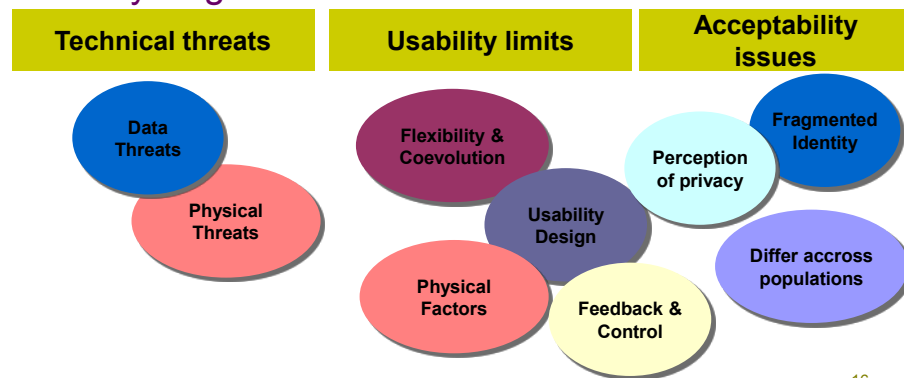 Technical threats
Usability limits
Acceptability
issues
Data
Threats
Physical
Threats
Flexibility &
Coevolution
Usability
Design
Physical
Factors
Feedback &
Control
Perception
of privacy
Fragmented
Identity
Differ accross
populations